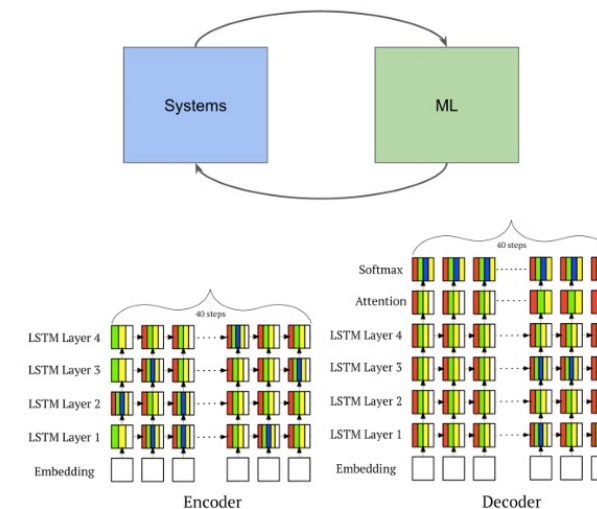 Systems
ML
40 steps
LSTM Layer 4
LSTM Layer 3
LSTM Layer 2
LSTM Layer 1
Embedding
Encoder
40 steps
Softmax
Attention
LSTM Layer 4
LSTM Layer 3
LSTM Layer 2
LSTM Layer 1
Embedding
Decoder